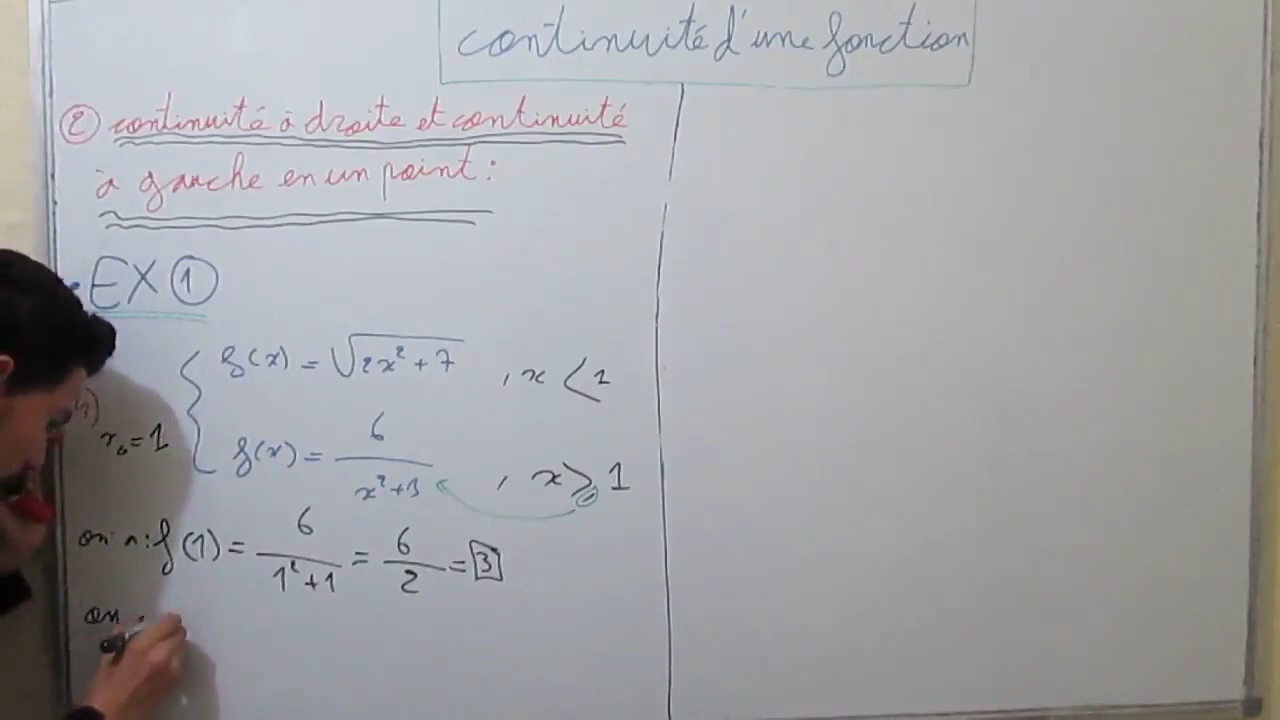 continuité d'une fonction
② continuité à droite et continuité
à gauche en un point :
EX ①
f(x) = √2x² + 7 , x < 1
x₀ = 1
f(x) = 6 / x² + 1 , x ≥ 1
on a : f(1) = 6 / 1² + 1 = 6 / 2 = 3
on